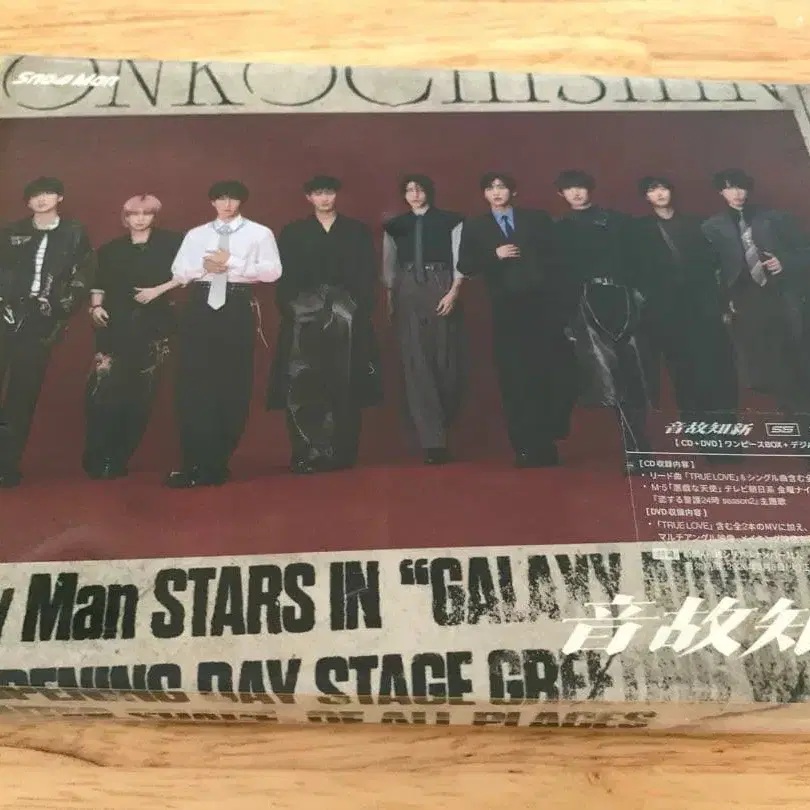 Snow Man
ONKOCHISHIN
音故知新 SS
【CD+DVD】ワンピースBOX+デジ
[CD収録内容]
・リード曲「TRUE LOVE」&シングル曲含む全
・M-5「悪戯な天使」テレビ朝日系 金曜ナイ
『恋する警護24時 season2』主題歌
[DVD収録内容]
・「TRUE LOVE」含む全2本のMVに加え、
マルチアングル映像、メイキング
y Man STARS IN “GALAXY
音故知
PENING DAY STAGE GREE
OF ALL PLACES